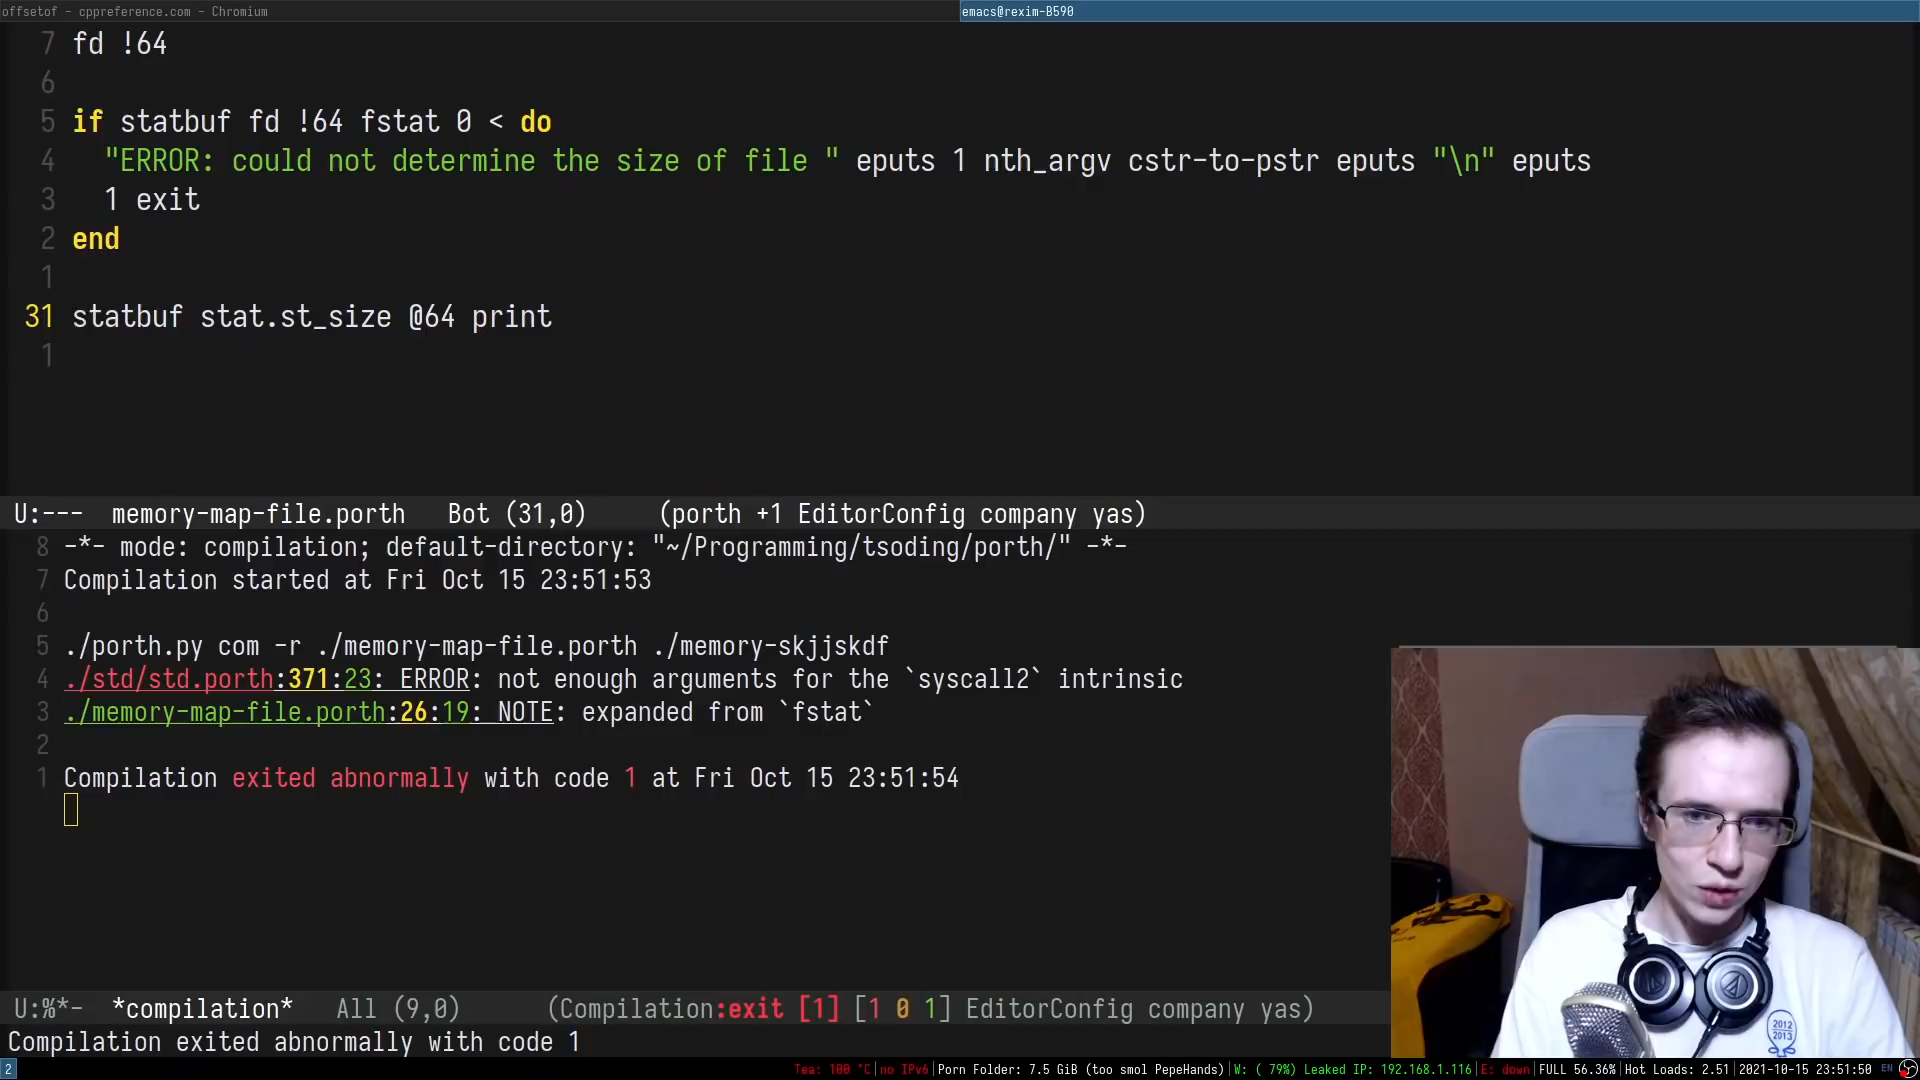 offsetof - cppreference.com - Chromium
emacs@rexim-B590
7 fd !64
6
5 if statbuf fd !64 fstat 0 < do
4 "ERROR: could not determine the size of file " eputs 1 nth_argv cstr-to-pstr eputs "\n" eputs
3 1 exit
2 end
1
31 statbuf stat.st_size @64 print
1
U:--- memory-map-file.porth Bot (31,0) (porth +1 EditorConfig company yas)
8 -*- mode: compilation; default-directory: "~/Programming/tsoding/porth/" -*-
7 Compilation started at Fri Oct 15 23:51:53
6
5 ./porth.py com -r ./memory-map-file.porth ./memory-skjjskdf
4 ./std/std.porth:371:23: ERROR: not enough arguments for the `syscall2` intrinsic
3 ./memory-map-file.porth:26:19: NOTE: expanded from `fstat`
2
1 Compilation exited abnormally with code 1 at Fri Oct 15 23:51:54
U:%*- *compilation* All (9,0) (Compilation:exit [1] [1 0 1] EditorConfig company yas)
Compilation exited abnormally with code 1
2012
2013
2 Tea: 100 °C|no IPv6|Porn Folder: 7.5 GiB (too smol PepeHands)|W: ( 79%) Leaked IP: 192.168.1.116|E: down|FULL 56.36%|Hot Loads: 2.51|2021-10-15 23:51:50 EN